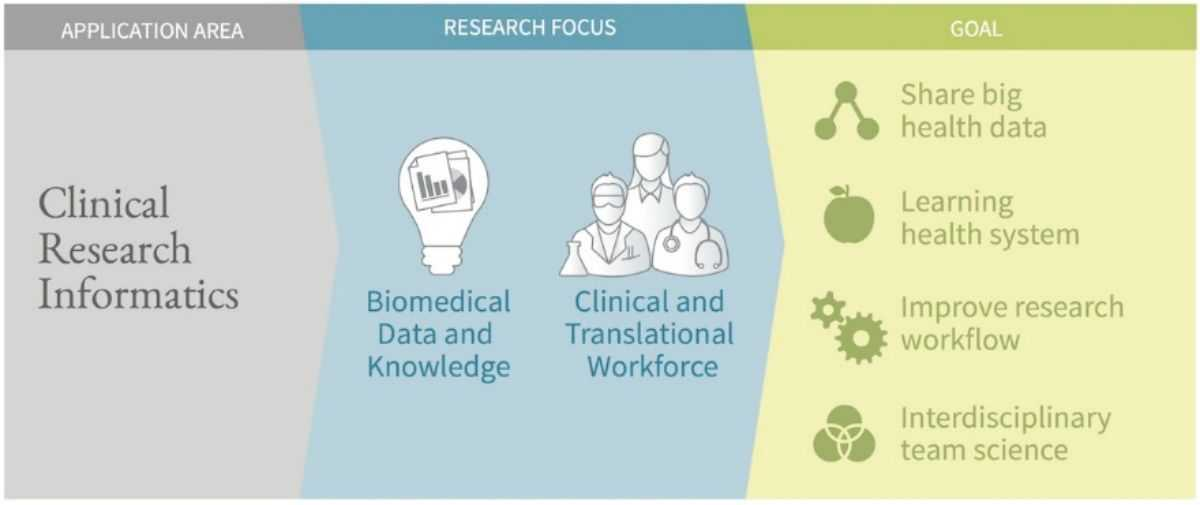 APPLICATION AREA
RESEARCH FOCUS
GOAL
Clinical
Research
Informatics
Biomedical
Data and
Knowledge
Clinical and
Translational
Workforce
Share big
health data
Learning
health system
Improve research
workflow
Interdisciplinary
team science